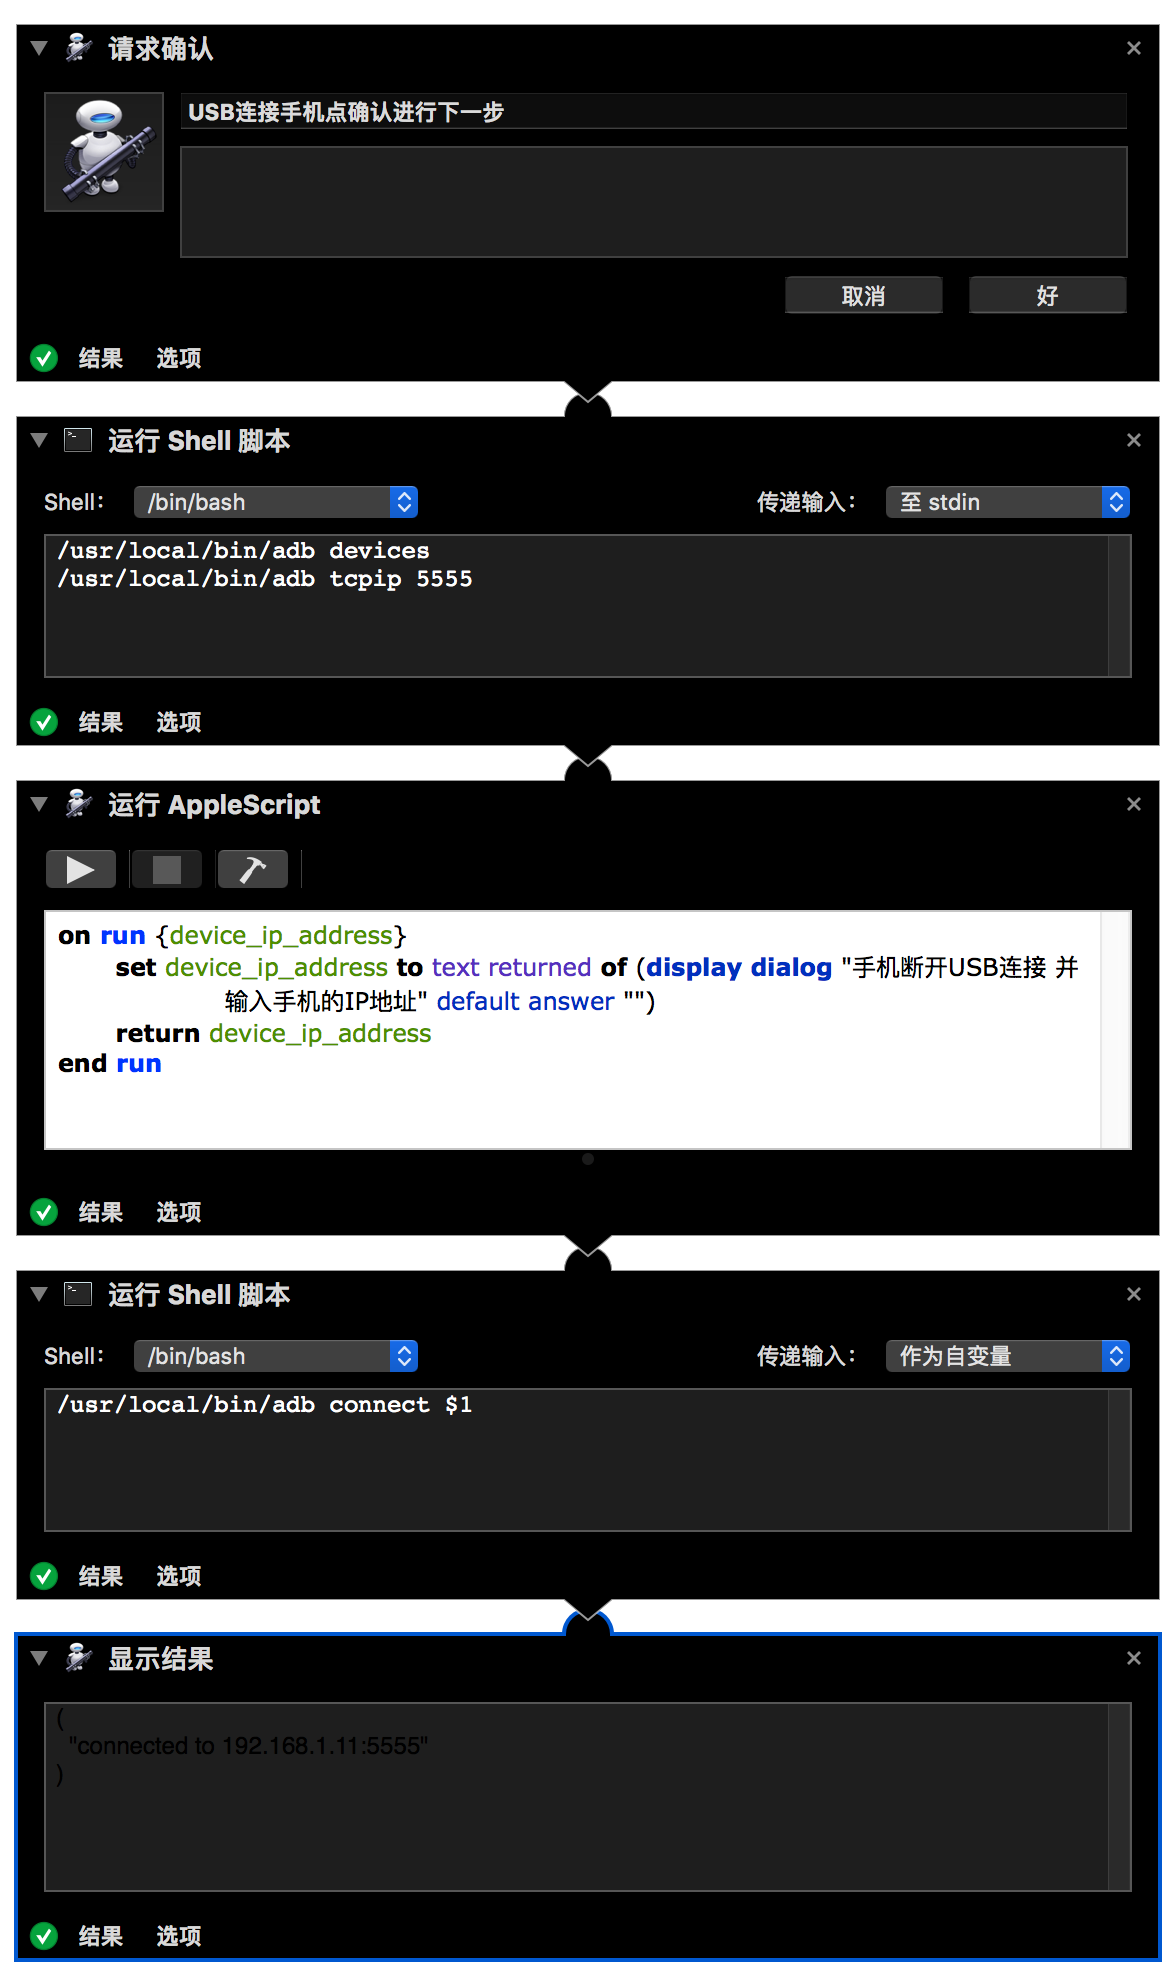 请求确认
USB连接手机点确认进行下一步
取消
好
结果 选项
运行 Shell 脚本
Shell： /bin/bash 传递输入： 至 stdin
/usr/local/bin/adb devices
/usr/local/bin/adb tcpip 5555
结果 选项
运行 AppleScript
on run {device_ip_address}
set device_ip_address to text returned of (display dialog "手机断开USB连接 并
输入手机的IP地址" default answer "")
return device_ip_address
end run
结果 选项
运行 Shell 脚本
Shell： /bin/bash 传递输入： 作为自变量
/usr/local/bin/adb connect $1
结果 选项
显示结果
(
"connected to 192.168.1.11:5555"
)
结果 选项